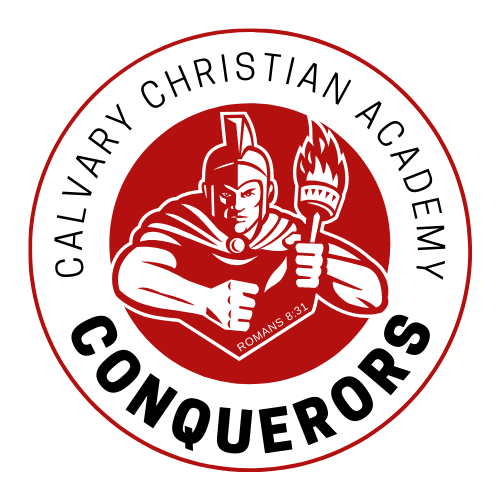 CALVARY CHRISTIAN ACADEMY
ROMANS 8:31
CONQUERORS